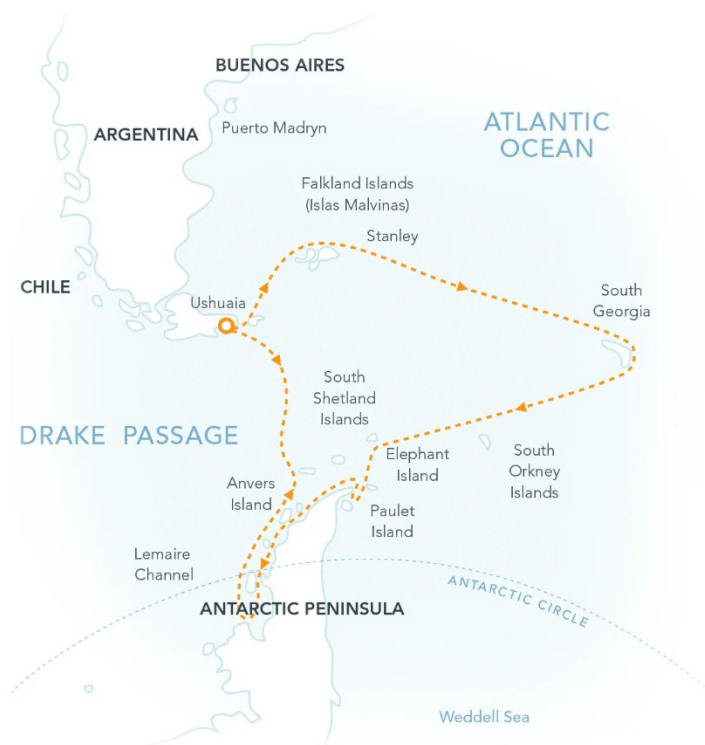 BUENOS AIRES
Puerto Madryn
ARGENTINA
ATLANTIC
OCEAN
Falkland Islands
(Islas Malvinas)
Stanley
CHILE
Ushuaia
South
Georgia
South
Shetland
Islands
DRAKE PASSAGE
Elephant
Island
South
Orkney
Islands
Anvers
Island
Paulet
Island
Lemaire
Channel
ANTARCTIC CIRCLE
ANTARCTIC PENINSULA
Weddell Sea